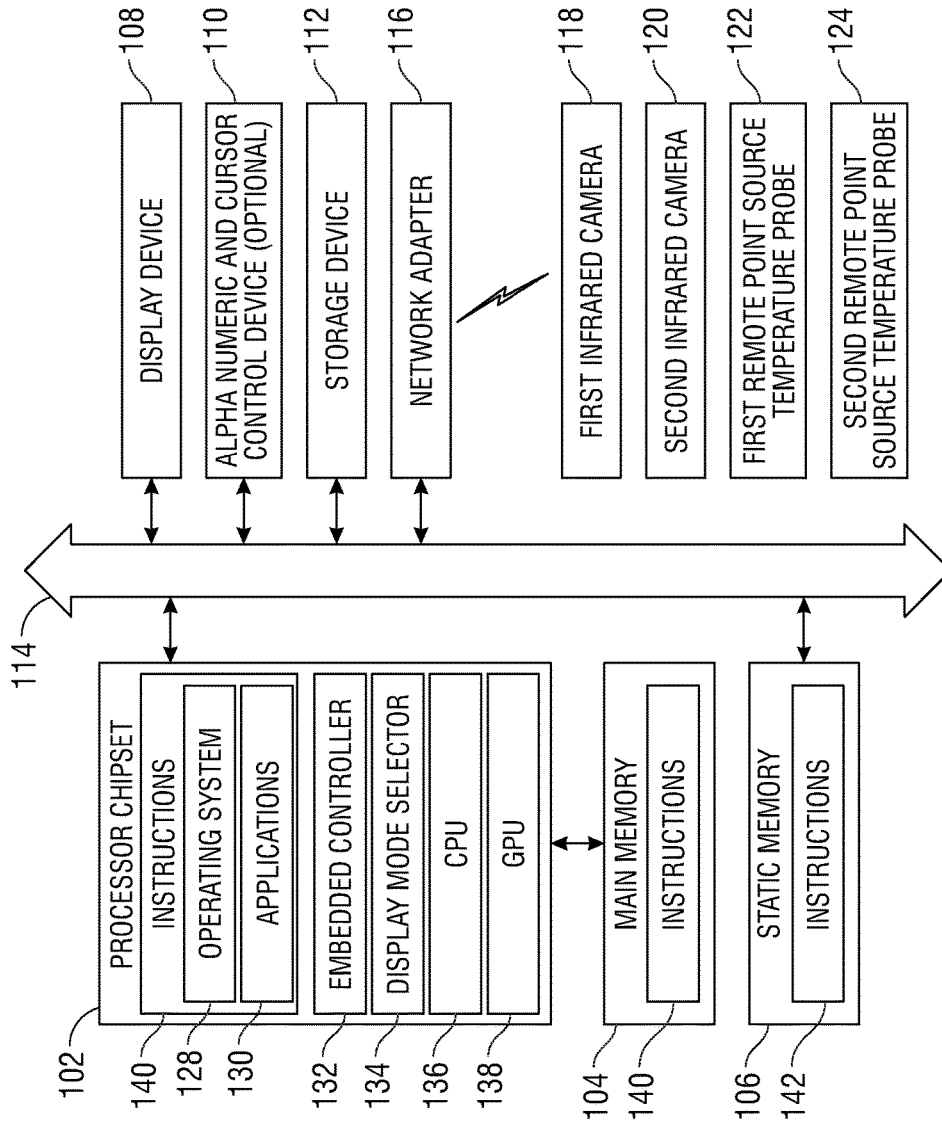 114
102
PROCESSOR CHIPSET
140
INSTRUCTIONS
128
OPERATING SYSTEM
130
APPLICATIONS
132
EMBEDDED CONTROLLER
134
DISPLAY MODE SELECTOR
136
CPU
138
GPU
104
MAIN MEMORY
140
INSTRUCTIONS
106
STATIC MEMORY
142
INSTRUCTIONS
DISPLAY DEVICE
108
ALPHA NUMERIC AND CURSOR
CONTROL DEVICE (OPTIONAL)
110
STORAGE DEVICE
112
NETWORK ADAPTER
116
FIRST INFRARED CAMERA
118
SECOND INFRARED CAMERA
120
FIRST REMOTE POINT SOURCE
TEMPERATURE PROBE
122
SECOND REMOTE POINT
SOURCE TEMPERATURE PROBE
124